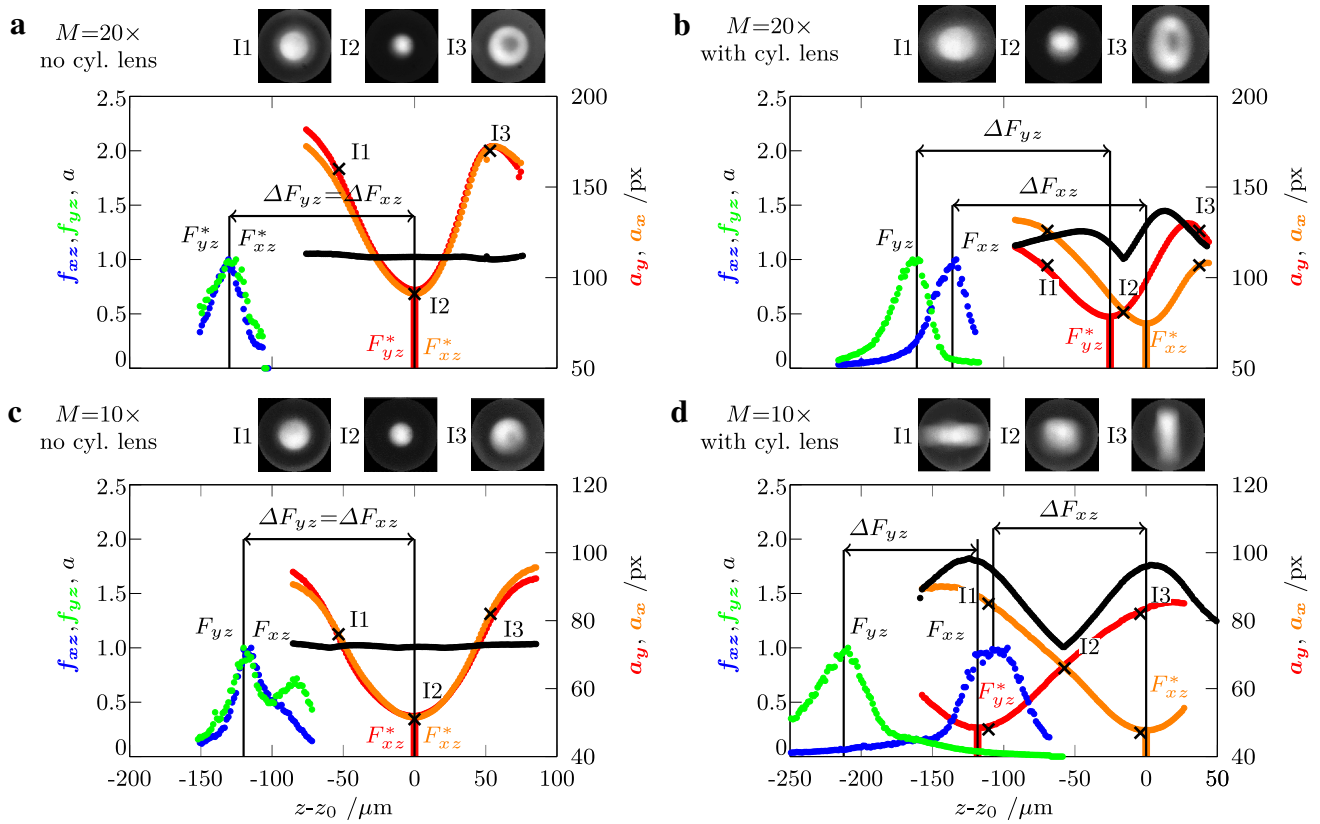 a
M=20×
no cyl. lens
I1
I2
I3
f_xz, f_yz, a
2.5
2.0
1.5
1.0
0.5
0
I1
I3
ΔF_yz=ΔF_xz
F*_yz
F*_xz
I2
F*_yz
F*_xz
200
150
100
50
a_y, a_x /px
b
M=20×
with cyl. lens
I1
I2
I3
f_xz, f_yz, a
2.5
2.0
1.5
1.0
0.5
0
ΔF_yz
ΔF_xz
F_yz
F_xz
I1
I2
I3
F*_yz
F*_xz
200
150
100
50
a_y, a_x /px
c
M=10×
no cyl. lens
I1
I2
I3
f_xz, f_yz, a
2.5
2.0
1.5
1.0
0.5
0
ΔF_yz=ΔF_xz
I1
I3
F_yz
F_xz
I2
F*_yz
F*_xz
120
100
80
60
40
a_y, a_x /px
-200 -150 -100 -50 0 50 100
z-z_0 /μm
d
M=10×
with cyl. lens
I1
I2
I3
f_xz, f_yz, a
2.5
2.0
1.5
1.0
0.5
0
ΔF_yz
ΔF_xz
I1
I3
F_yz
F_xz
I2
F*_yz
F*_xz
120
100
80
60
40
a_y, a_x /px
-250 -200 -150 -100 -50 0 50
z-z_0 /μm